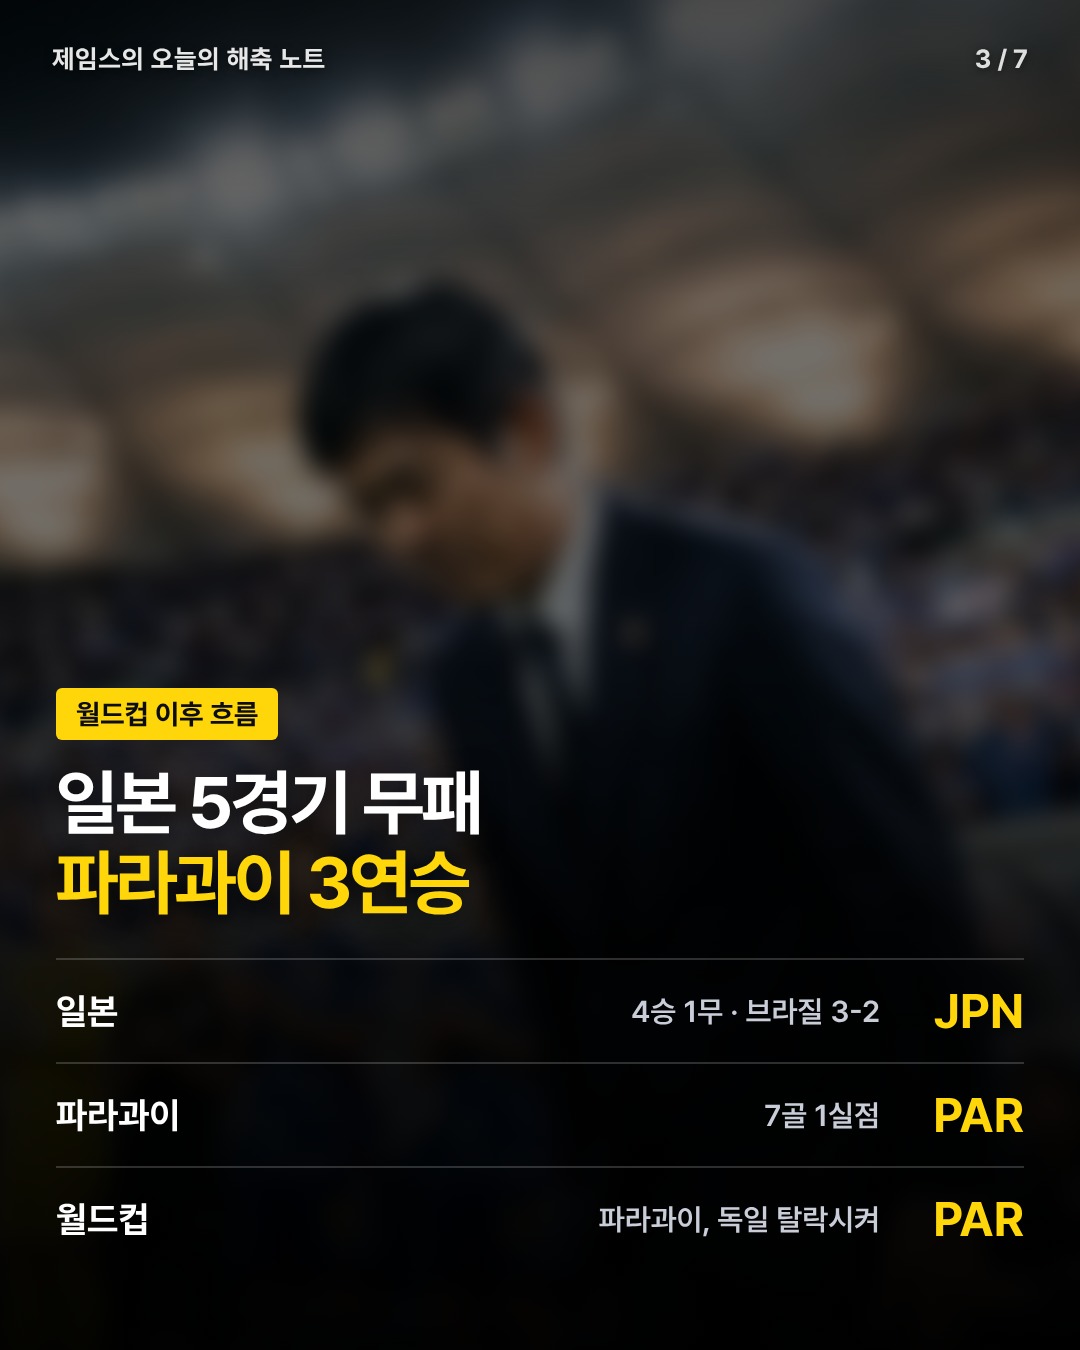 제임스의 오늘의 해축 노트
3 / 7
월드컵 이후 흐름
일본 5경기 무패
파라과이 3연승
일본 4승 1무 · 브라질 3-2 JPN
파라과이 7골 1실점 PAR
월드컵 파라과이, 독일 탈락시켜 PAR